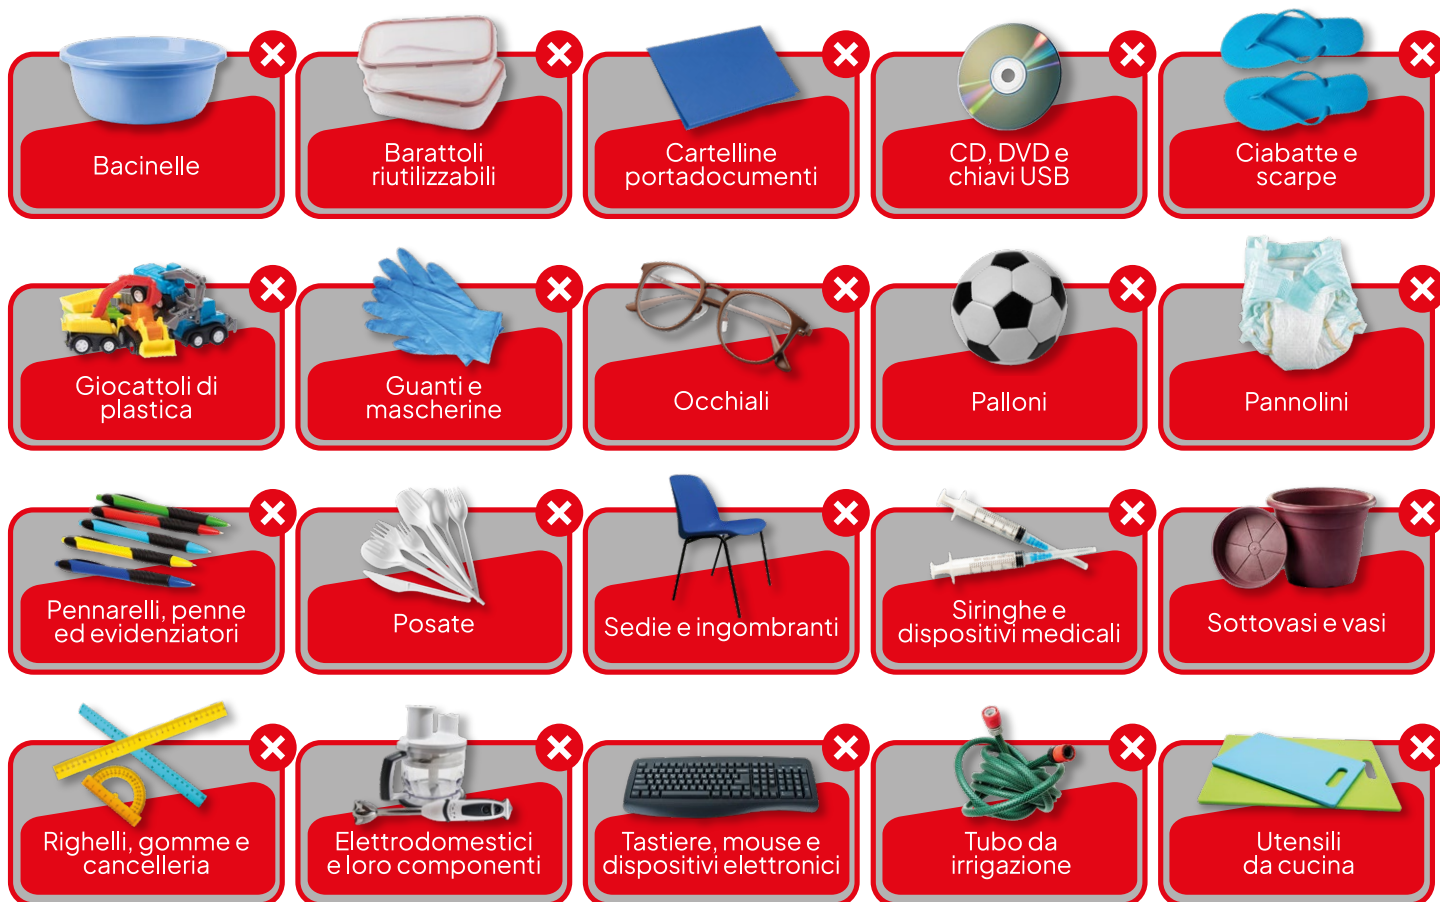 Bacinelle
Barattoli
riutilizzabili
Cartelline
portadocumenti
CD, DVD e
chiavi USB
Ciabatte e
scarpe
Giocattoli di
plastica
Guanti e
mascherine
Occhiali
Palloni
Pannolini
Pennarelli, penne
ed evidenziatori
Posate
Sedie e ingombranti
Siringhe e
dispositivi medicali
Sottovasi e vasi
Righelli, gomme e
cancelleria
Elettrodomestici
e loro componenti
Tastiere, mouse e
dispositivi elettronici
Tubo da
irrigazione
Utensili
da cucina